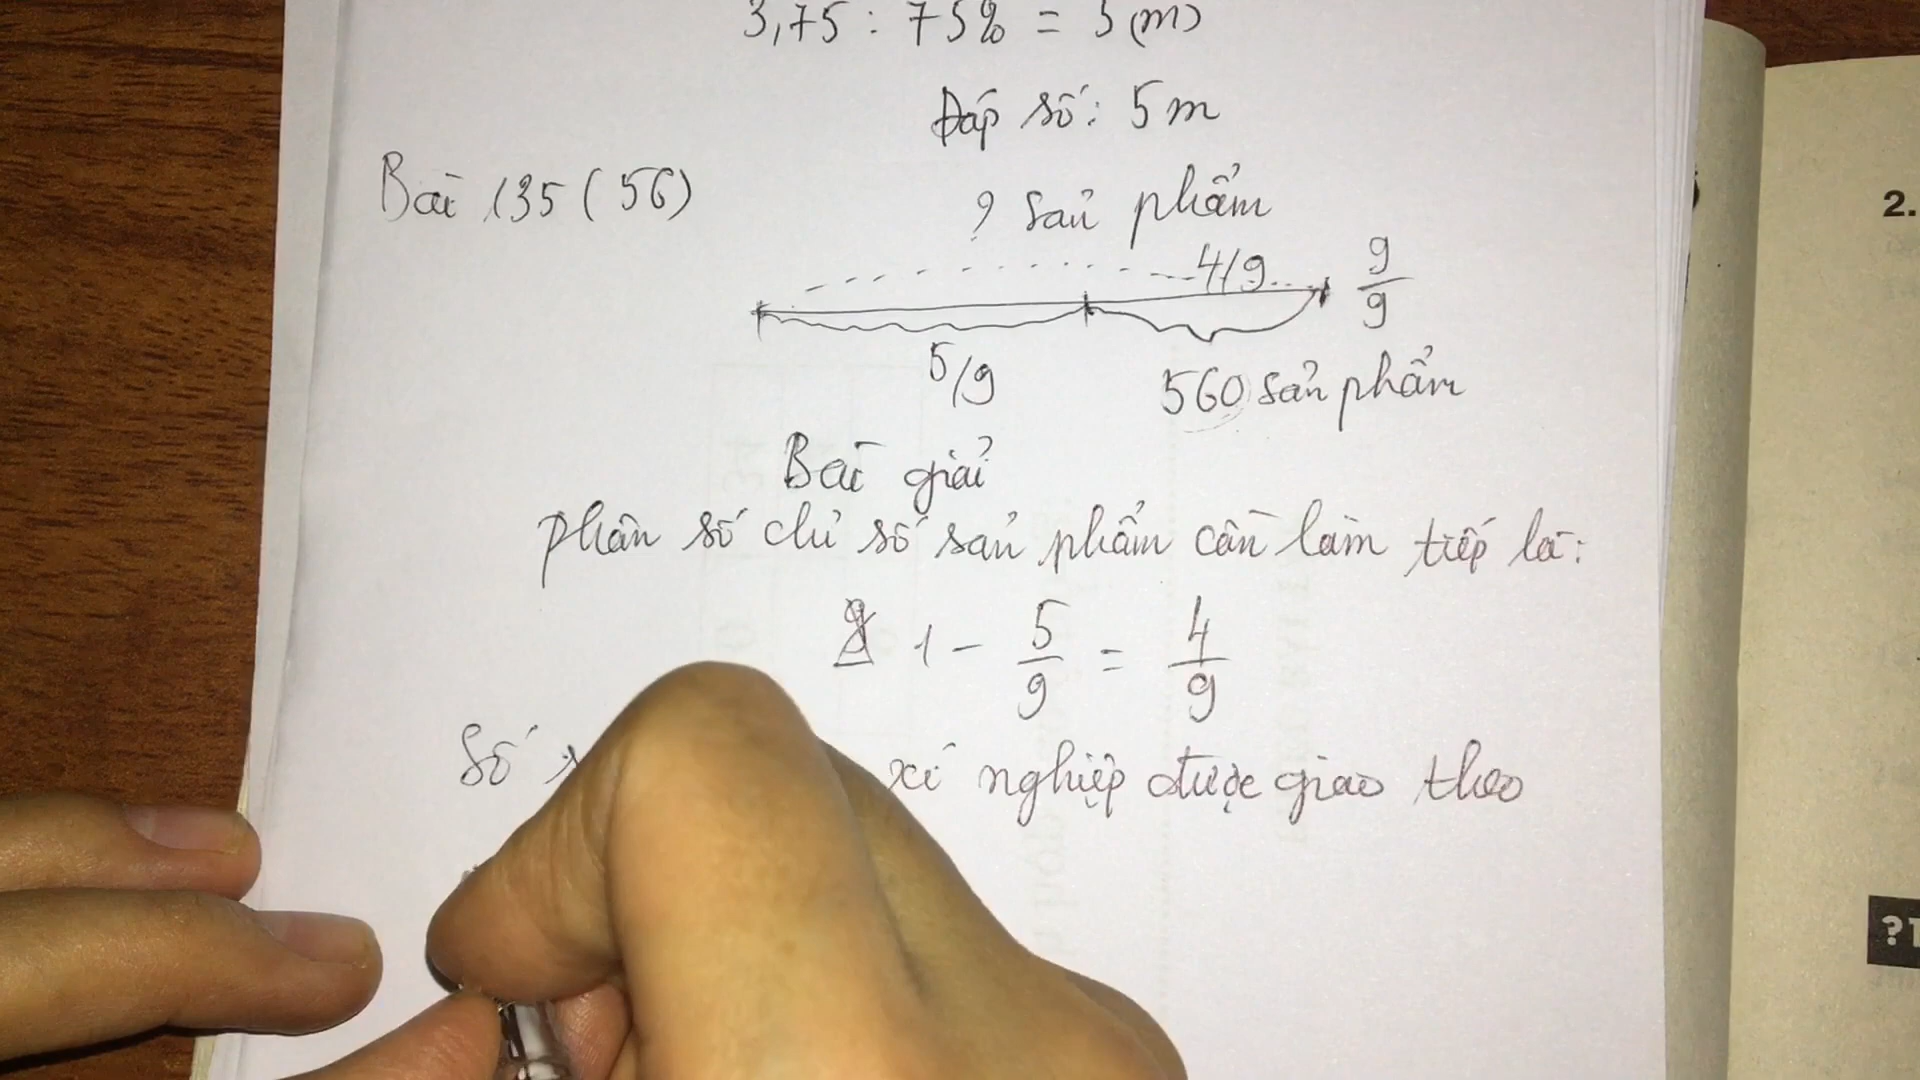 3,75 : 75% = 5 (m)
Đáp số: 5m
Bài 135 (56)
? sản phẩm
4/9
9/9
5/9
560 sản phẩm
Bài giải
phân số chỉ số sản phẩm cần làm tiếp là:
1 - 5/9 = 4/9
Số xí nghiệp được giao theo
2.
?1